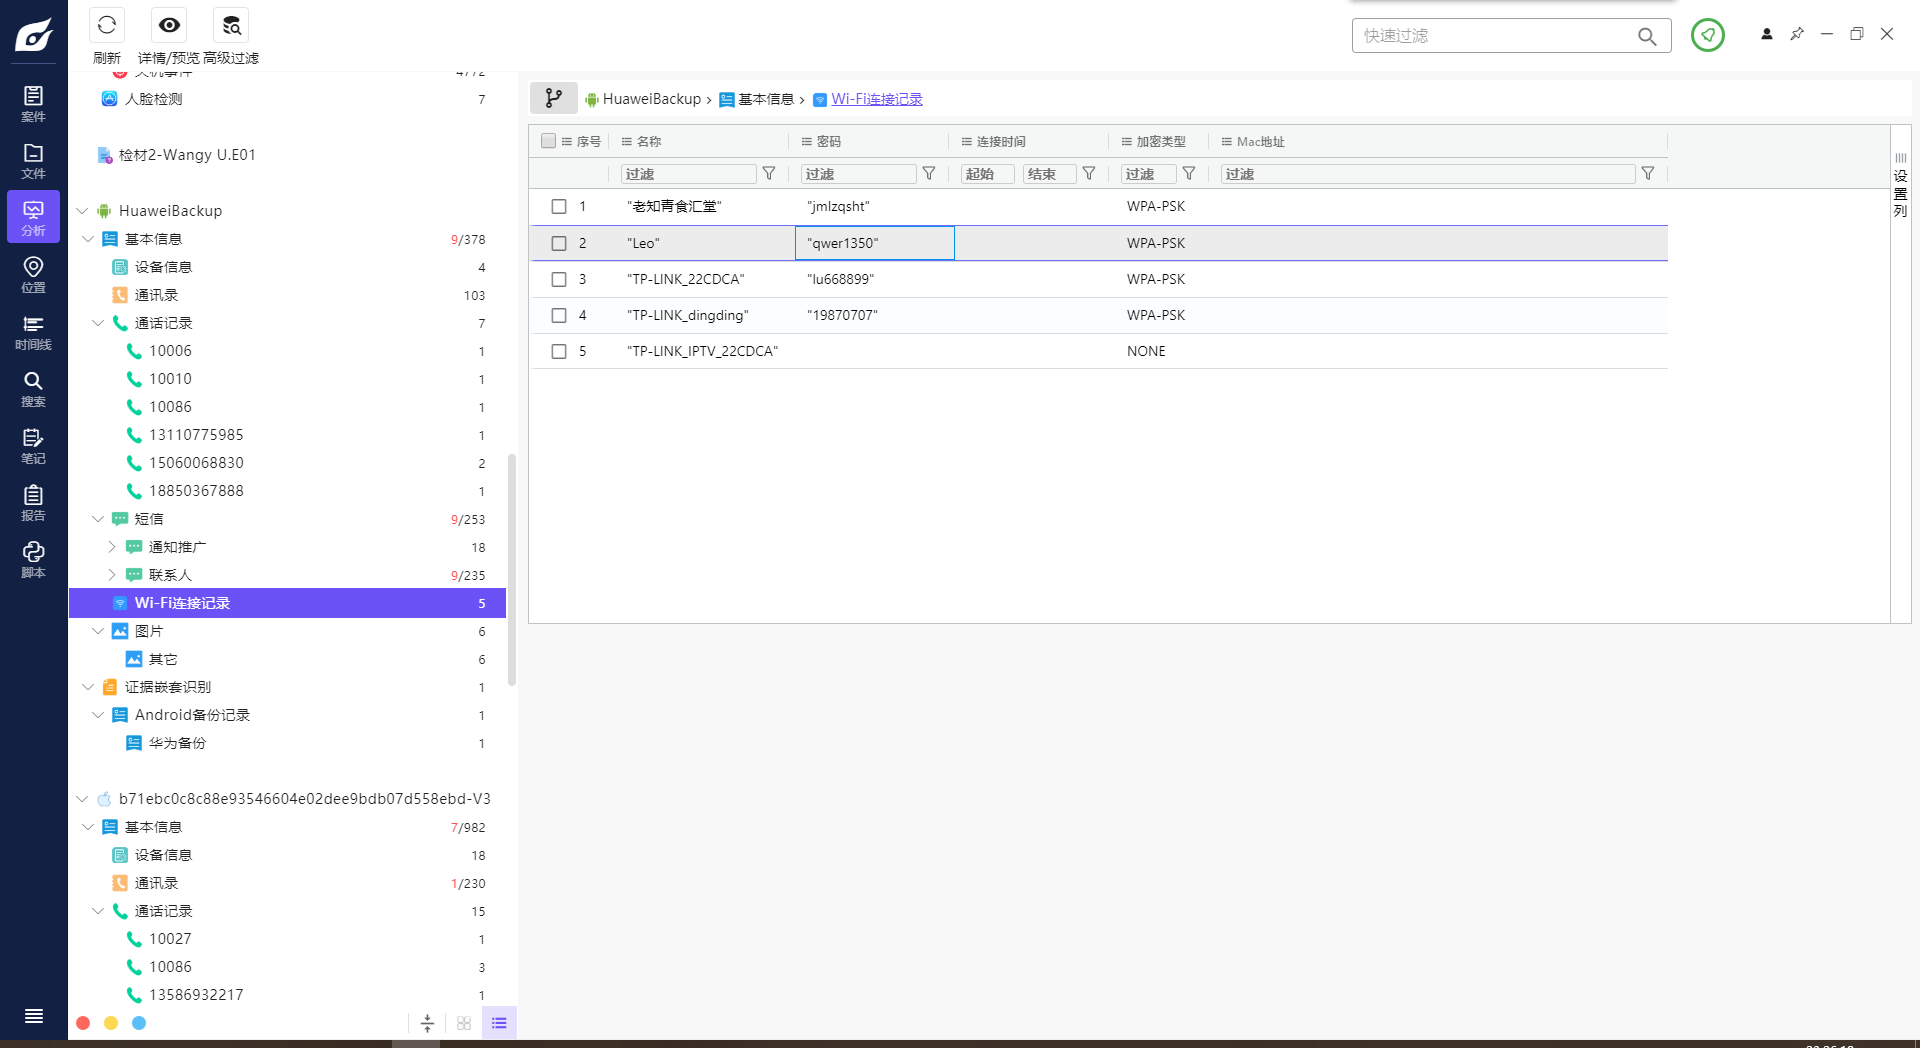 刷新
详情/预览
高级过滤
快速过滤
案件
文件
分析
位置
时间线
搜索
笔记
报告
脚本
人脸检测 7
检材2-Wangy U.E01
HuaweiBackup
基本信息 9/378
设备信息 4
通讯录 103
通话记录 7
10006 1
10010 1
10086 1
13110775985 1
15060068830 2
18850367888 1
短信 9/253
通知推广 18
联系人 9/235
Wi-Fi连接记录 5
图片 6
其它 6
证据嵌套识别 1
Android备份记录 1
华为备份 1
b71ebc0c8c88e93546604e02dee9bdb07d558ebd-V3
基本信息 7/982
设备信息 18
通讯录 1/230
通话记录 15
10027 1
10086 3
13586932217 1
HuaweiBackup › 基本信息 › Wi-Fi连接记录
序号 名称 密码 连接时间 加密类型 Mac地址
过滤 过滤 起始 结束 过滤 过滤
1 "老知青食汇堂" "jmlzqsht" WPA-PSK
2 "Leo" "qwer1350" WPA-PSK
3 "TP-LINK_22CDCA" "lu668899" WPA-PSK
4 "TP-LINK_dingding" "19870707" WPA-PSK
5 "TP-LINK_IPTV_22CDCA" NONE
设置列